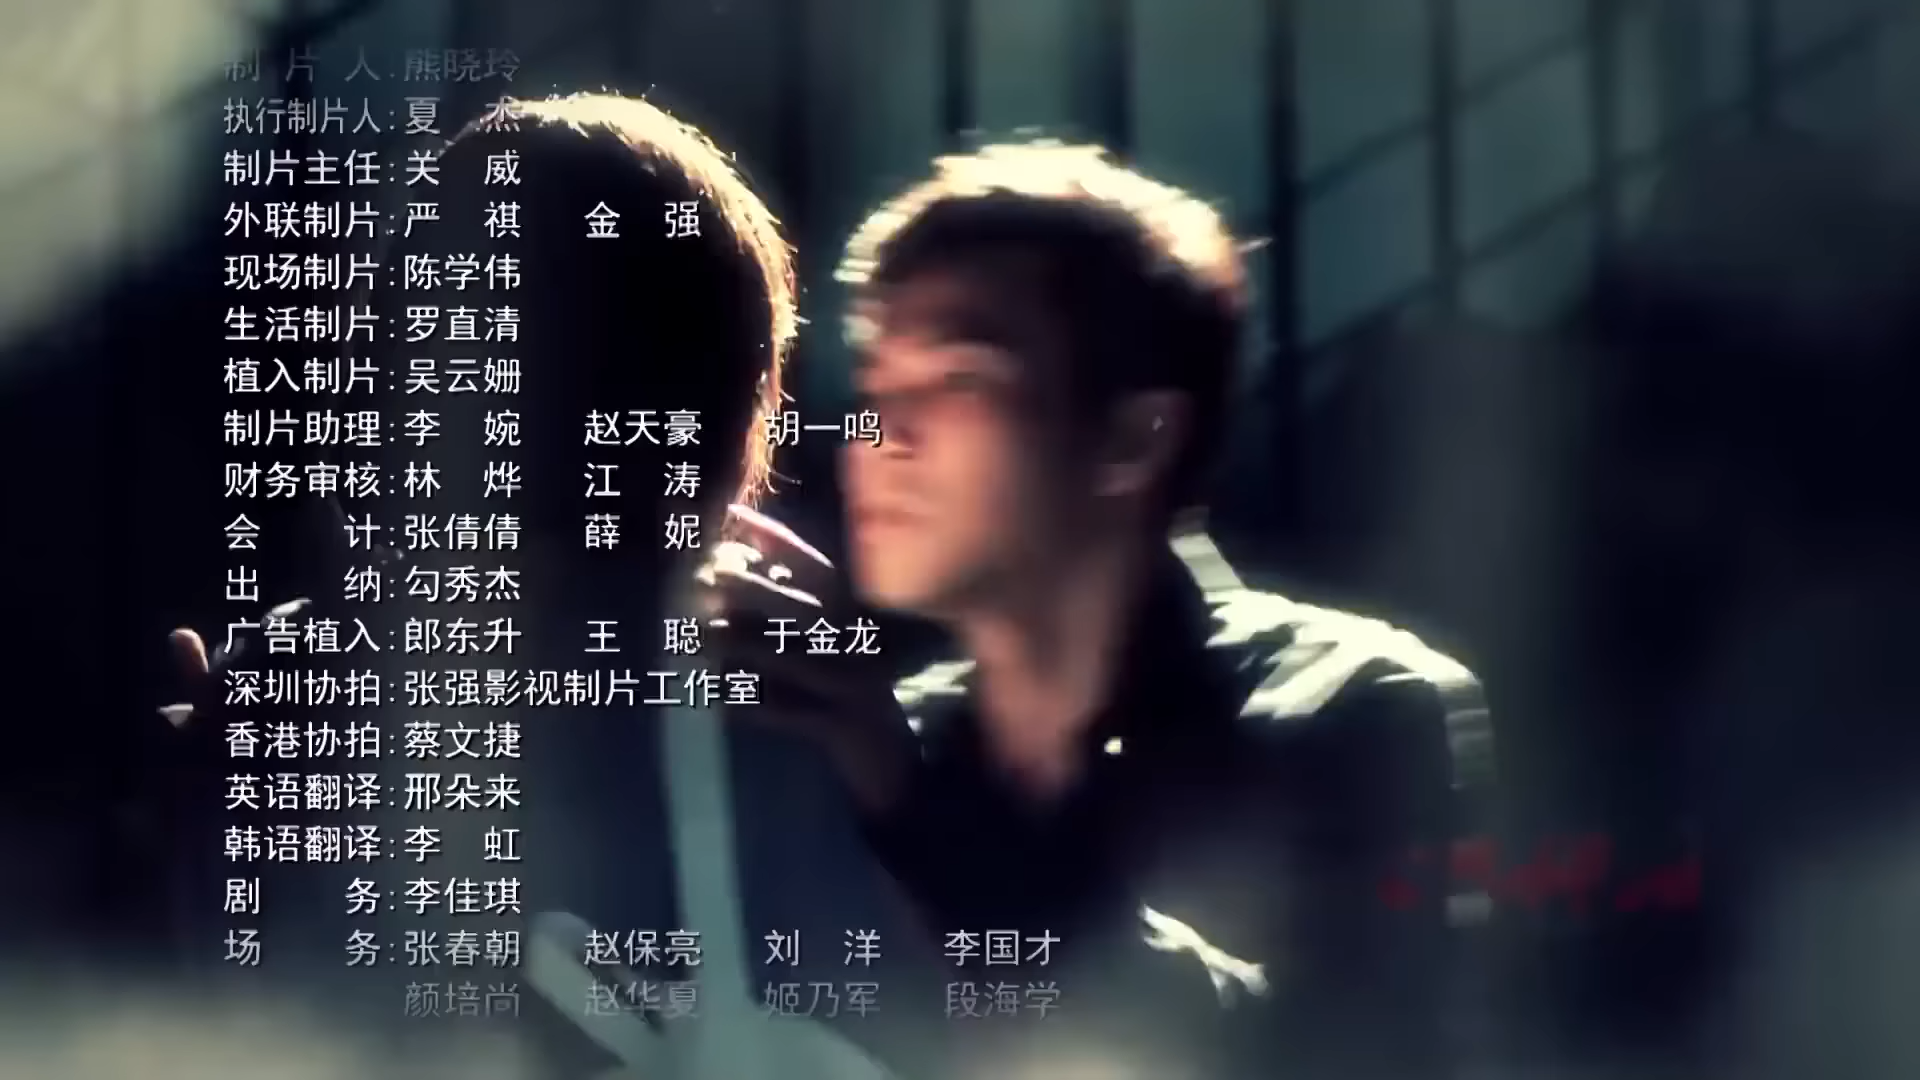 制片人:熊晓玲
执行制片人:夏 杰
制片主任:关 威
外联制片:严 祺 金 强
现场制片:陈学伟
生活制片:罗直清
植入制片:吴云姗
制片助理:李 婉 赵天豪 胡一鸣
财务审核:林 烨 江 涛
会 计:张倩倩 薛 妮
出 纳:勾秀杰
广告植入:郎东升 王 聪 于金龙
深圳协拍:张强影视制片工作室
香港协拍:蔡文捷
英语翻译:邢朵来
韩语翻译:李 虹
剧 务:李佳琪
场 务:张春朝 赵保亮 刘 洋 李国才
颜培尚 赵华夏 姬乃军 段海学